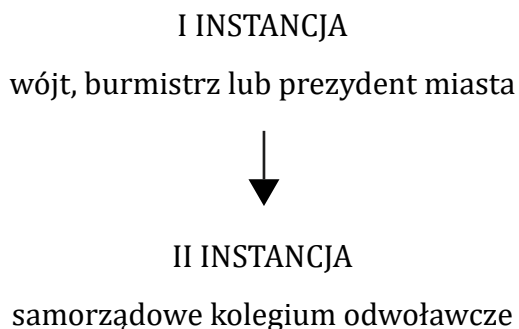 I INSTANCJA
wójt, burmistrz lub prezydent miasta
II INSTANCJA
samorządowe kolegium odwoławcze